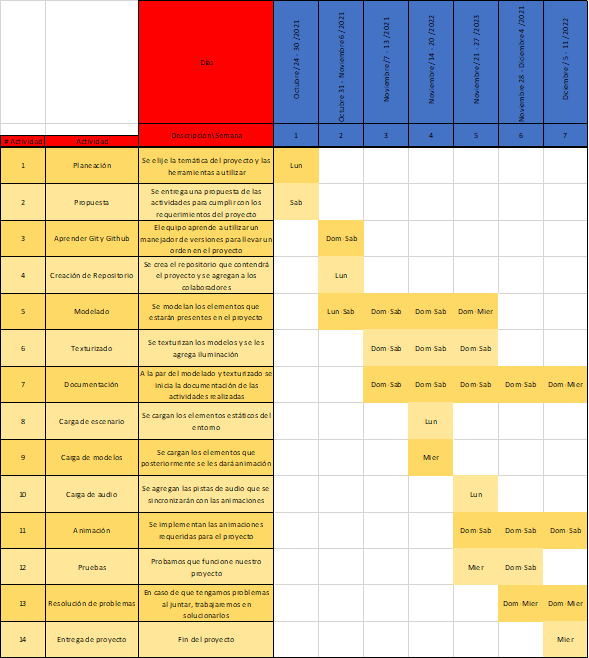 Día
Octubre/ 24 - 30 /2021
Octubre 31 - Noviembre 6 /2021
Noviembre/7 - 13 /2021
Noviembre/14 - 20 /2022
Noviembre/21 - 27 /2023
Noviembre 28 - Diciembre 4 /2021
Diciembre / 5 - 11 /2022
# Actividad Actividad Descripción\Semana 1 2 3 4 5 6 7
1 Planeación Se elije la temática del proyecto y las
herramientas a utilizar
Lun
2 Propuesta Se entrega una propuesta de las
actividades para cumplir con los
requerimientos del proyecto
Sab
3 Aprender Git y Github El equipo aprende a utilizar un
manejador de versiones para llevar un
orden en el proyecto
Dom-Sab
4 Creación de Repositorio Se crea el repositorio que contendrá
el proyecto y se agregan a los
colaboradores
Lun
5 Modelado Se modelan los elementos que
estarán presentes en el proyecto
Lun-Sab Dom-Sab Dom-Sab Dom-Mier
6 Texturizado Se texturizan los modelos y se les
agrega iluminación
Dom-Sab Dom-Sab Dom-Sab
7 Documentación A la par del modelado y texturizado se
inicia la documentación de las
actividades realizadas
Dom-Sab Dom-Sab Dom-Sab Dom-Sab Dom-Mier
8 Carga de escenario Se cargan los elementos estáticos del
entorno
Lun
9 Carga de modelos Se cargan los elementos que
posteriormente se les dará animación
Mier
10 Carga de audio Se agregan las pistas de audio que se
sincronizarán con las animaciones
Lun
11 Animación Se implementan las animaciones
requeridas para el proyecto
Dom-Sab Dom-Sab Dom-Sab
12 Pruebas Probamos que funcione nuestro
proyecto
Mier Dom-Sab
13 Resolución de problemas En caso de que tengamos problemas
al juntar, trabajaremos en
solucionarlos
Dom-Mier Dom-Mier
14 Entrega de proyecto Fin del proyecto Mier